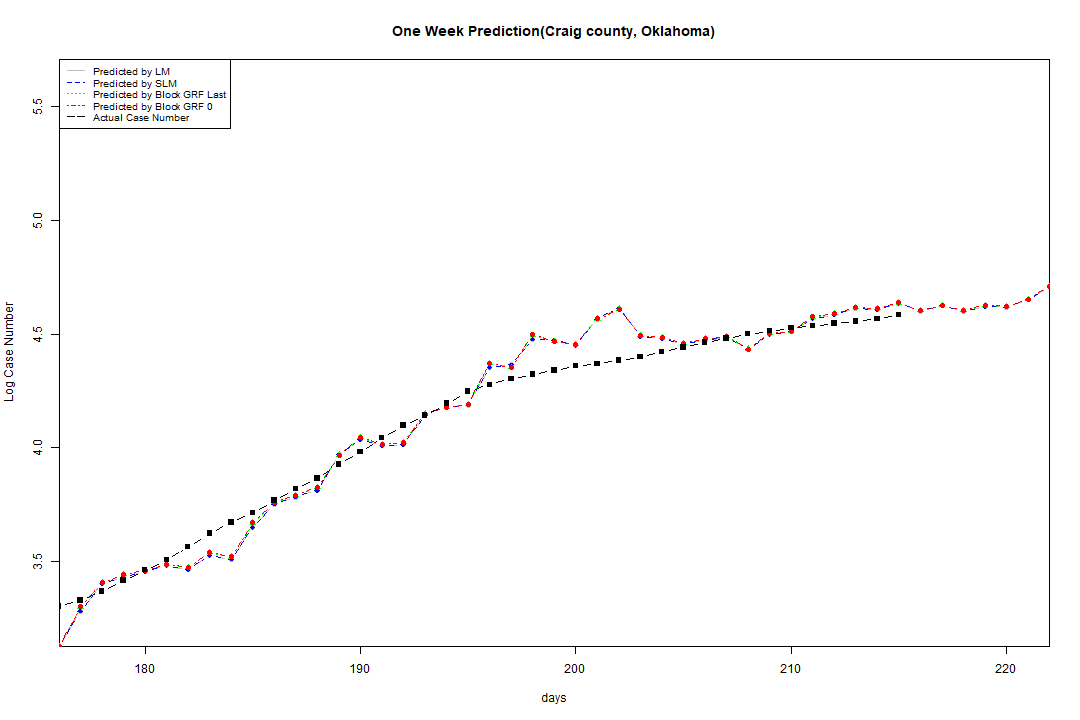 One Week Prediction(Craig county, Oklahoma)
Predicted by LM
Predicted by SLM
Predicted by Block GRF Last
Predicted by Block GRF 0
Actual Case Number
5.5
5.0
4.5
4.0
3.5
Log Case Number
180 190 200 210 220
days